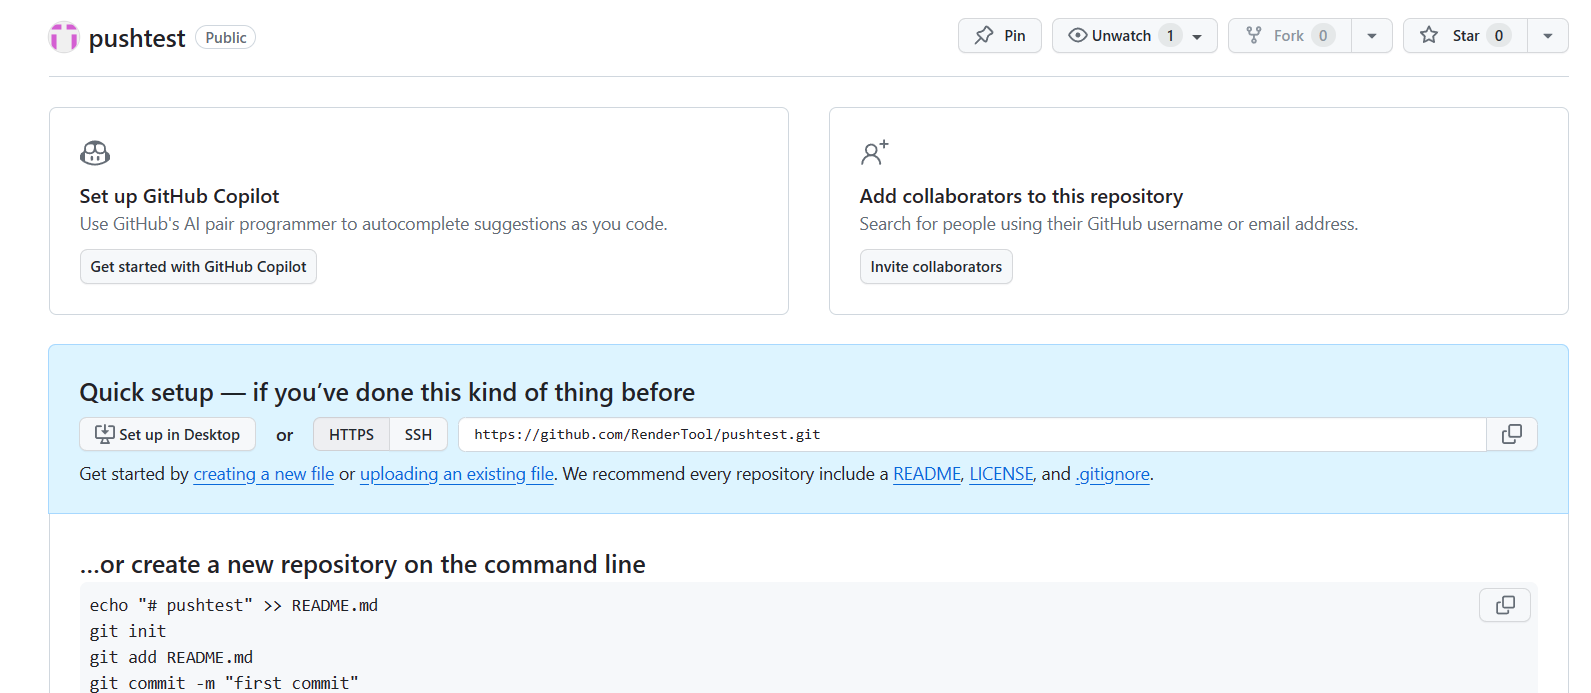 pushtest Public
Pin
Unwatch 1
Fork 0
Star 0
Set up GitHub Copilot
Use GitHub's AI pair programmer to autocomplete suggestions as you code.
Get started with GitHub Copilot
Add collaborators to this repository
Search for people using their GitHub username or email address.
Invite collaborators
Quick setup — if you’ve done this kind of thing before
Set up in Desktop or HTTPS SSH https://github.com/RenderTool/pushtest.git
Get started by creating a new file or uploading an existing file. We recommend every repository include a README, LICENSE, and .gitignore.
…or create a new repository on the command line
echo "# pushtest" >> README.md
git init
git add README.md
git commit -m "first commit"